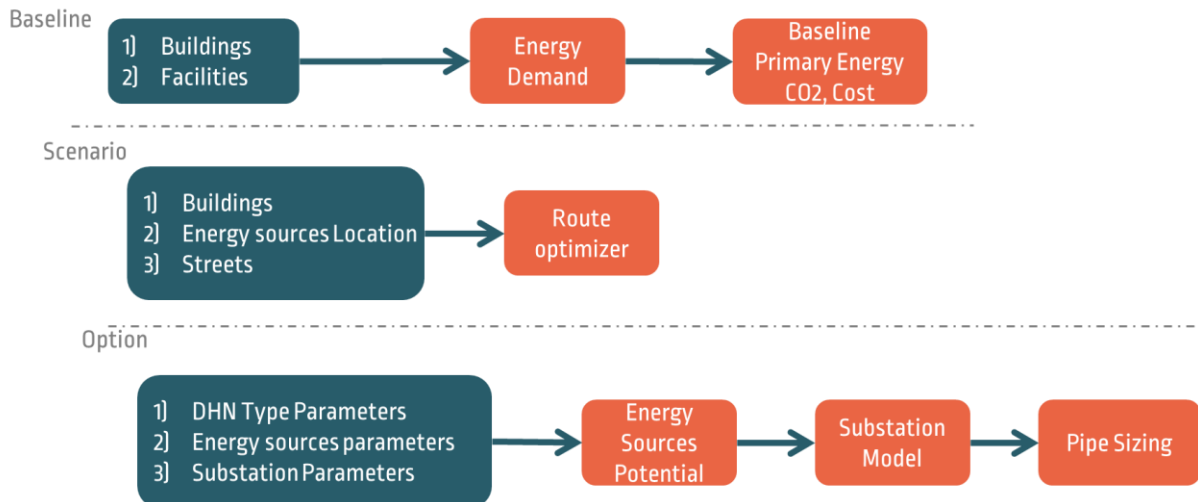 Baseline
1) Buildings
2) Facilities
Energy
Demand
Baseline
Primary Energy
CO2, Cost
Scenario
1) Buildings
2) Energy sources Location
3) Streets
Route
optimizer
Option
1) DHN Type Parameters
2) Energy sources parameters
3) Substation Parameters
Energy
Sources
Potential
Substation
Model
Pipe Sizing